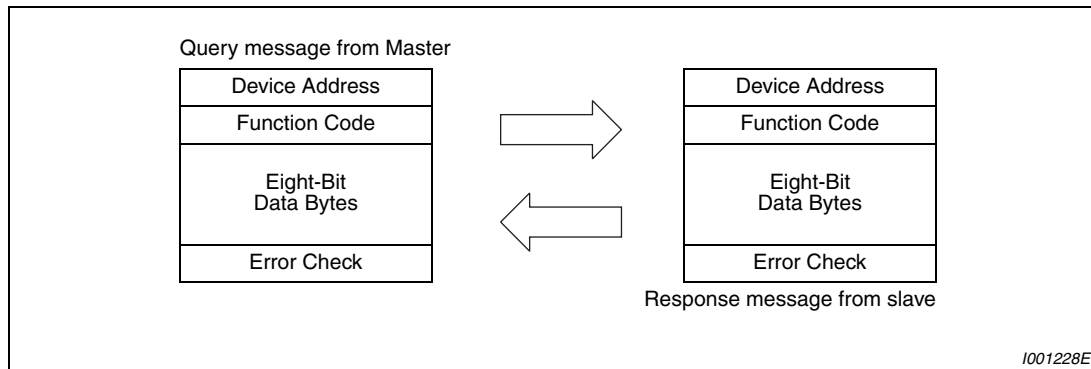 Query message from Master
Device Address
Function Code
Eight-Bit
Data Bytes
Error Check
Device Address
Function Code
Eight-Bit
Data Bytes
Error Check
Response message from slave
I001228E